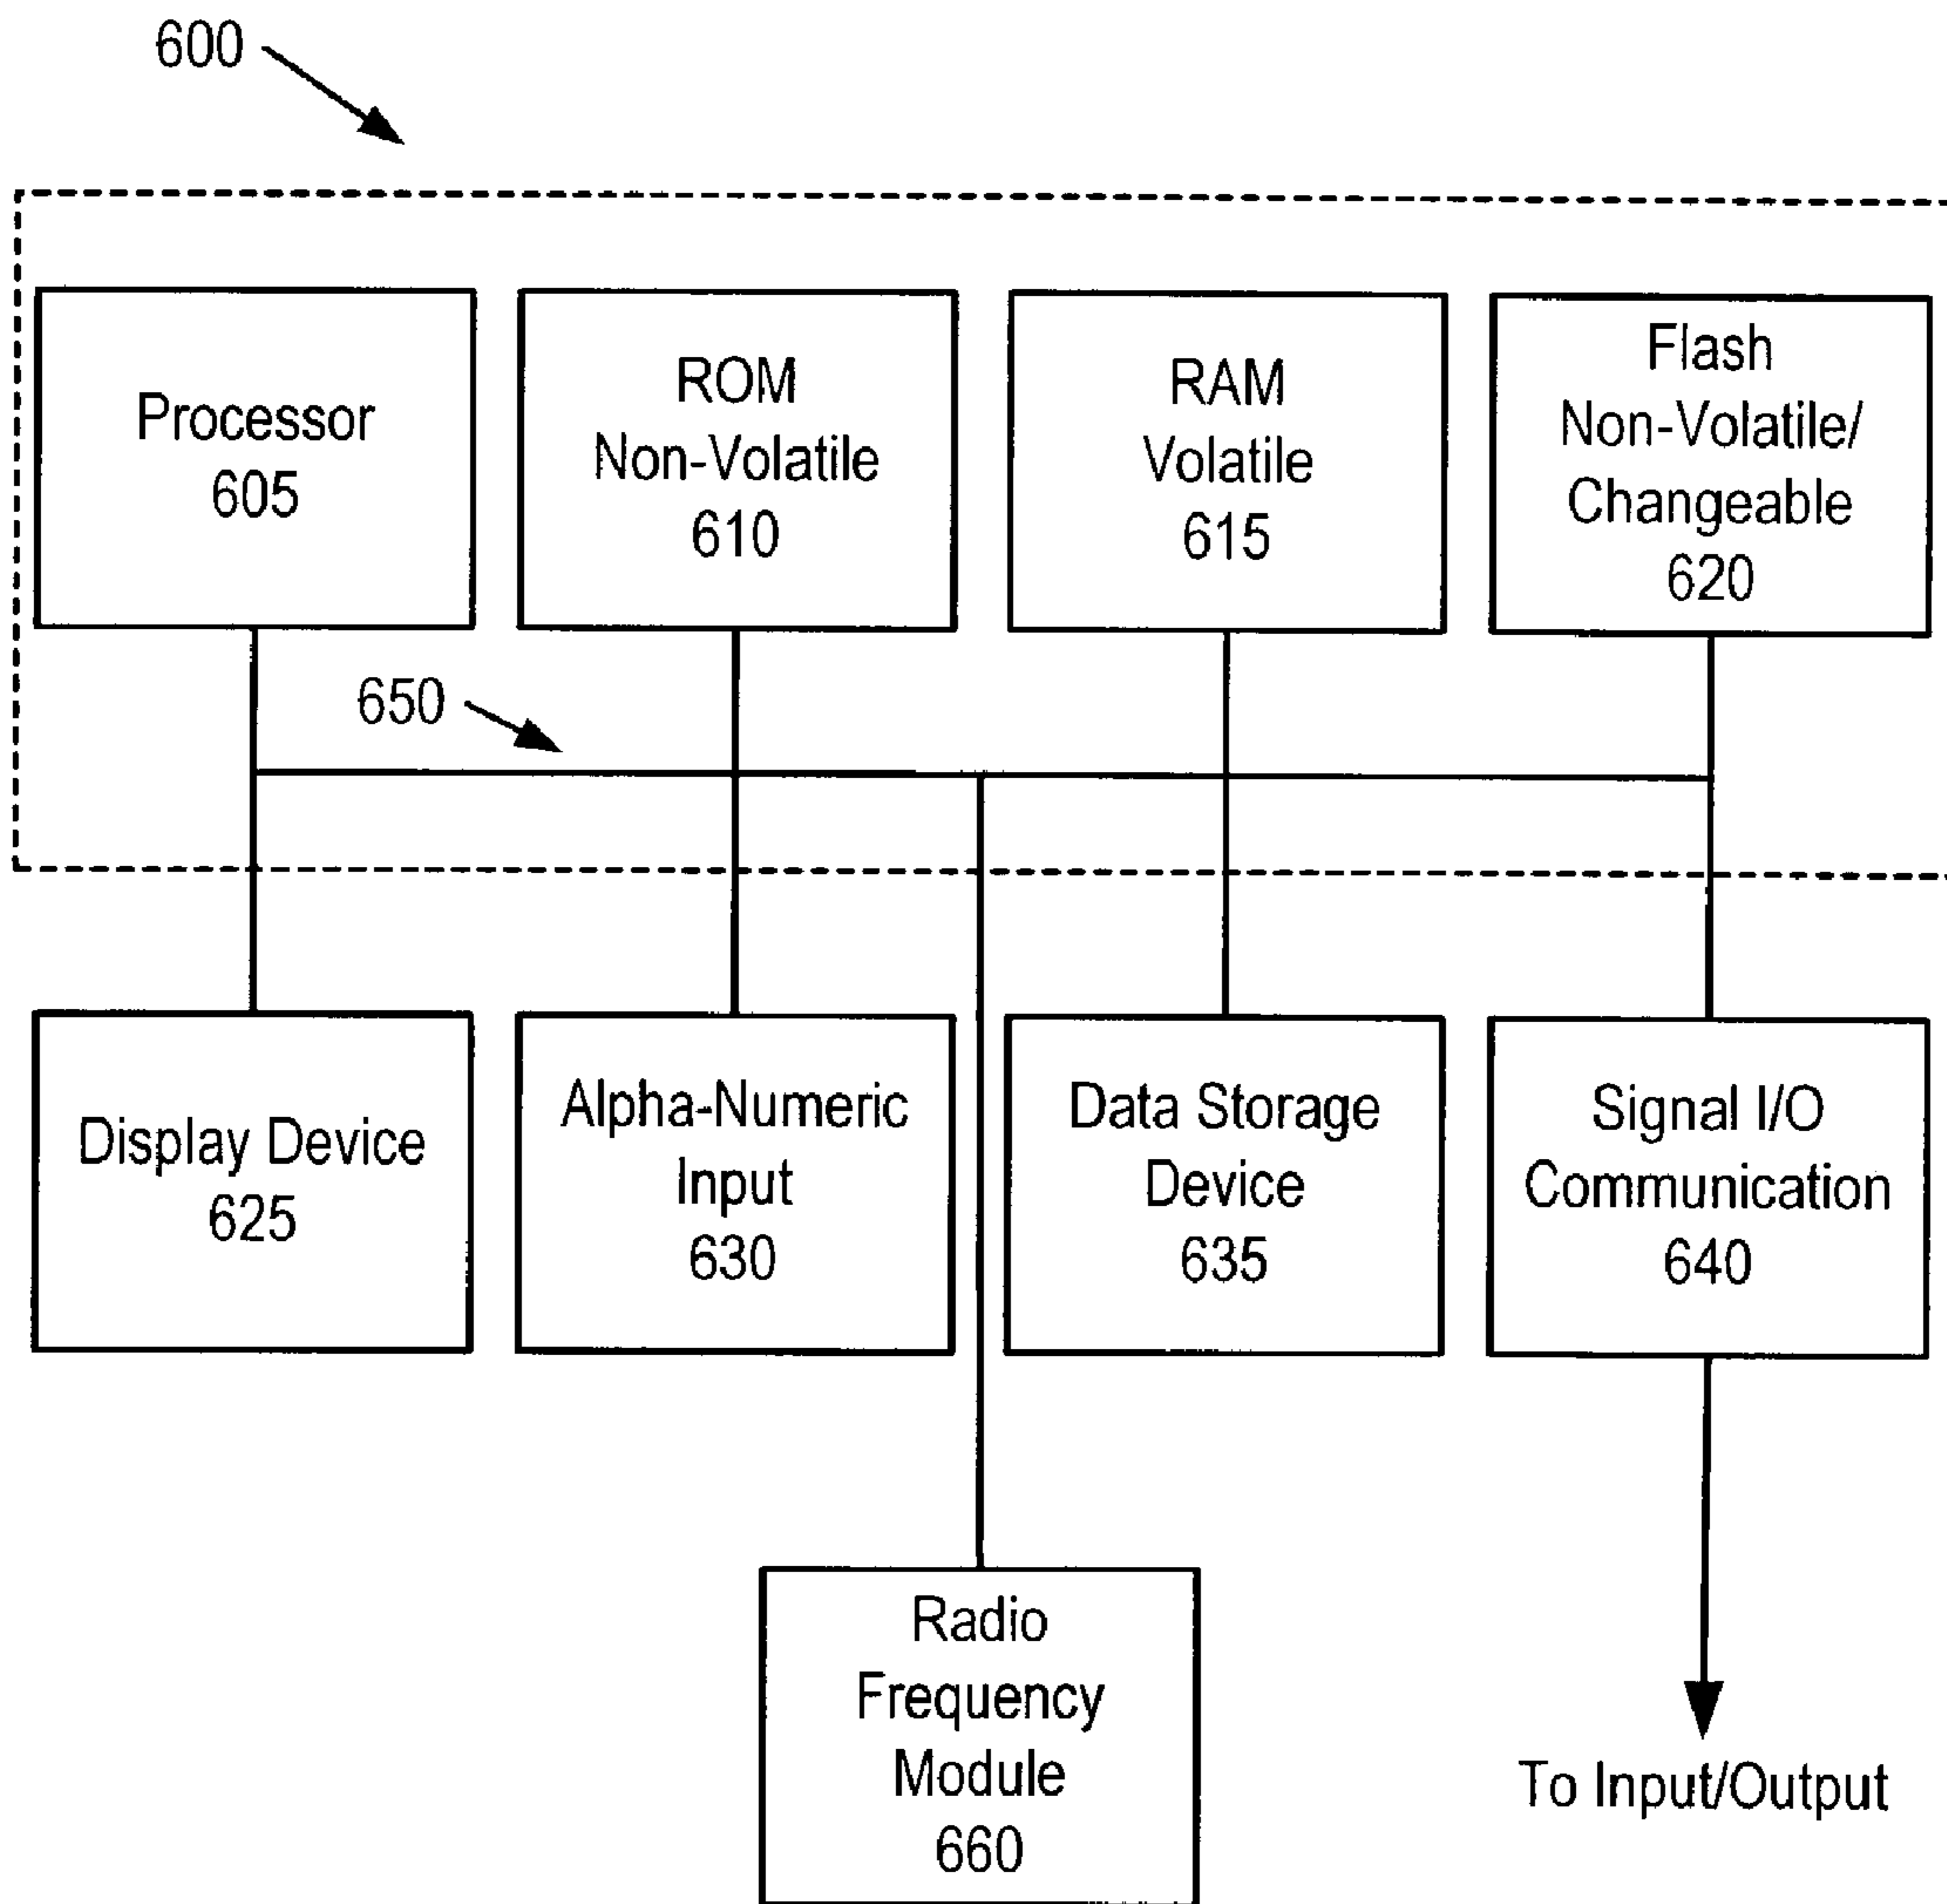 600
Processor
605
ROM
Non-Volatile
610
RAM
Volatile
615
Flash
Non-Volatile/
Changeable
620
650
Display Device
625
Alpha-Numeric
Input
630
Data Storage
Device
635
Signal I/O
Communication
640
Radio
Frequency
Module
660
To Input/Output